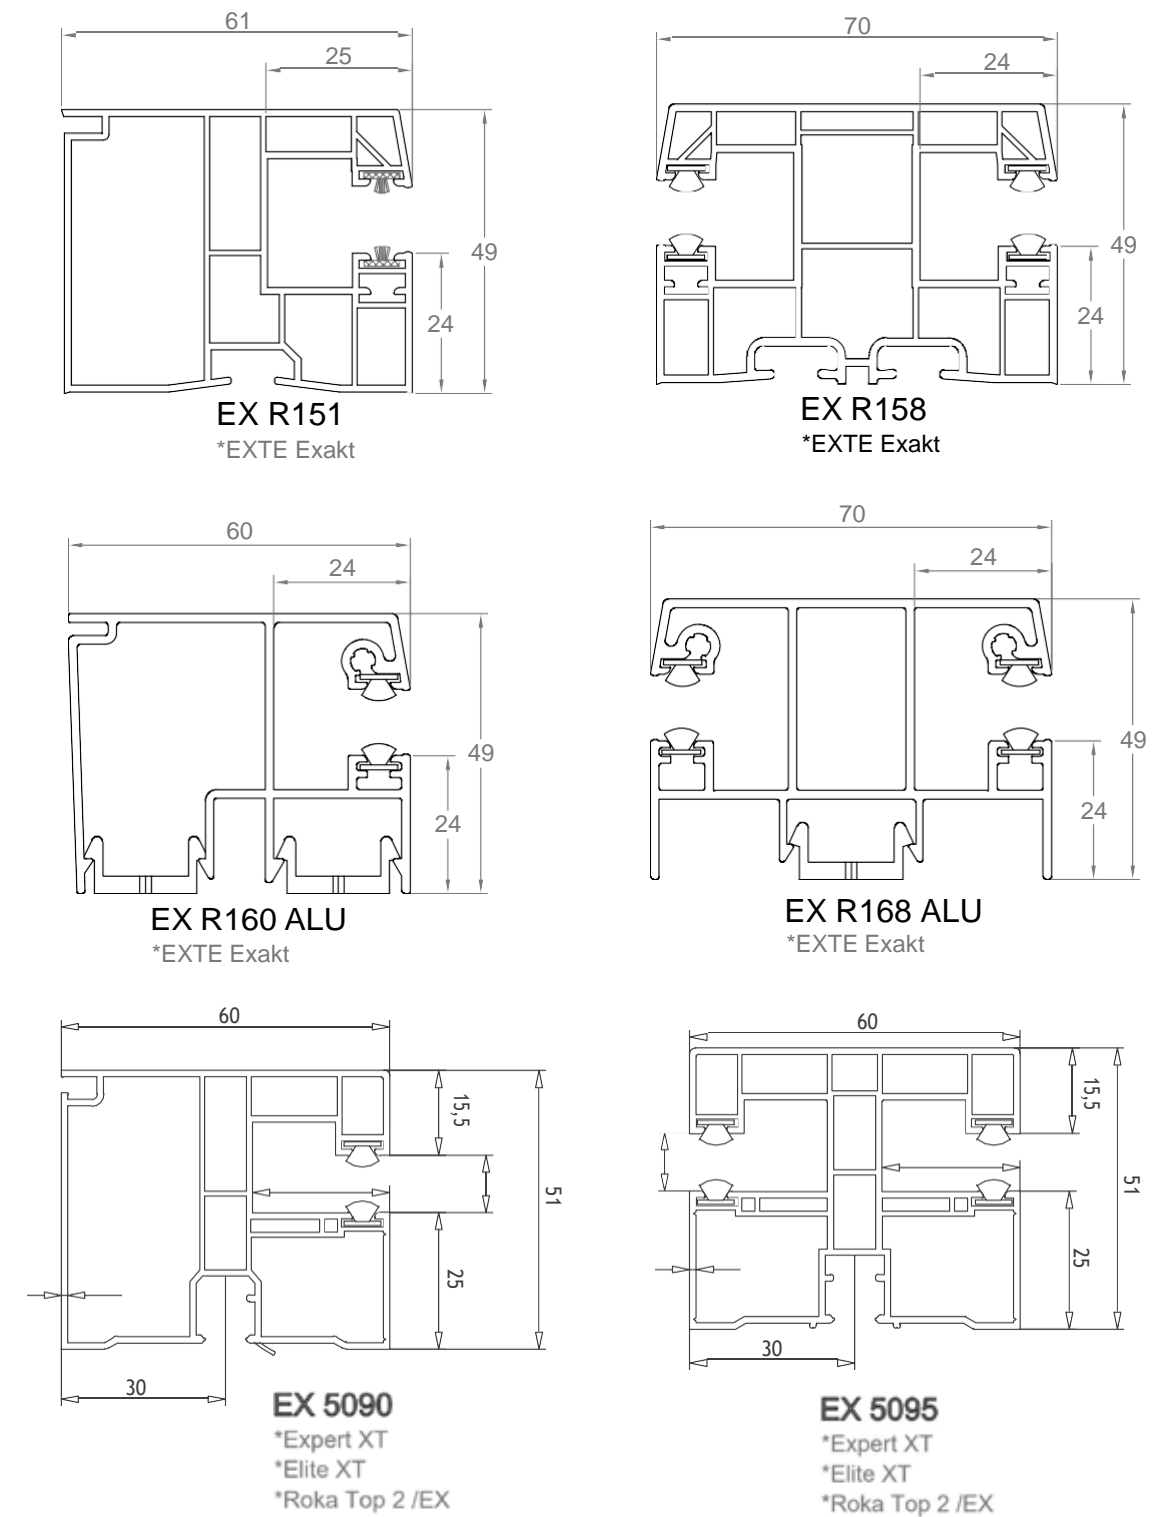 61
25
49
24
EX R151
*EXTE Exakt
70
24
49
24
EX R158
*EXTE Exakt
60
24
49
24
EX R160 ALU
*EXTE Exakt
70
24
49
24
EX R168 ALU
*EXTE Exakt
60
15,5
51
25
30
EX 5090
*Expert XT
*Elite XT
*Roka Top 2 /EX
60
15,5
51
25
30
EX 5095
*Expert XT
*Elite XT
*Roka Top 2 /EX